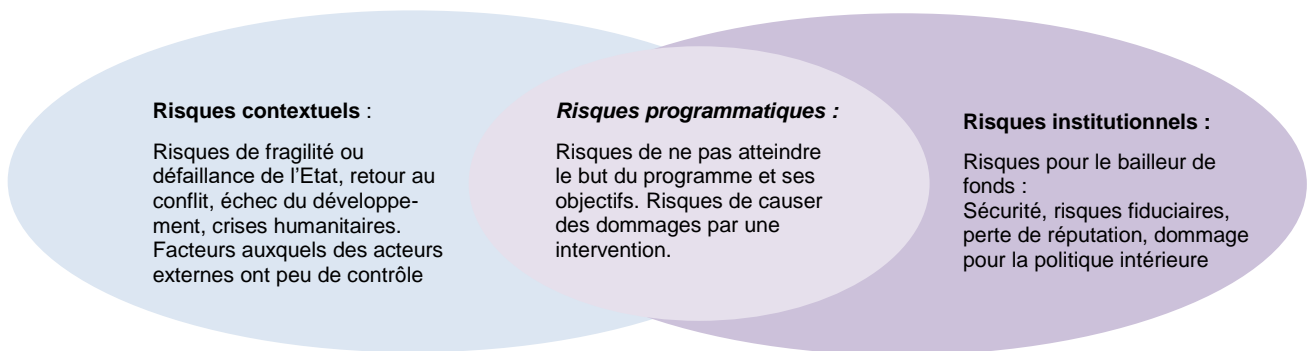 Risques contextuels :
Risques de fragilité ou
défaillance de l’Etat, retour au
conflit, échec du développe-
ment, crises humanitaires.
Facteurs auxquels des acteurs
externes ont peu de contrôle
Risques programmatiques :
Risques de ne pas atteindre
le but du programme et ses
objectifs. Risques de causer
des dommages par une
intervention.
Risques institutionnels :
Risques pour le bailleur de
fonds :
Sécurité, risques fiduciaires,
perte de réputation, dommage
pour la politique intérieure